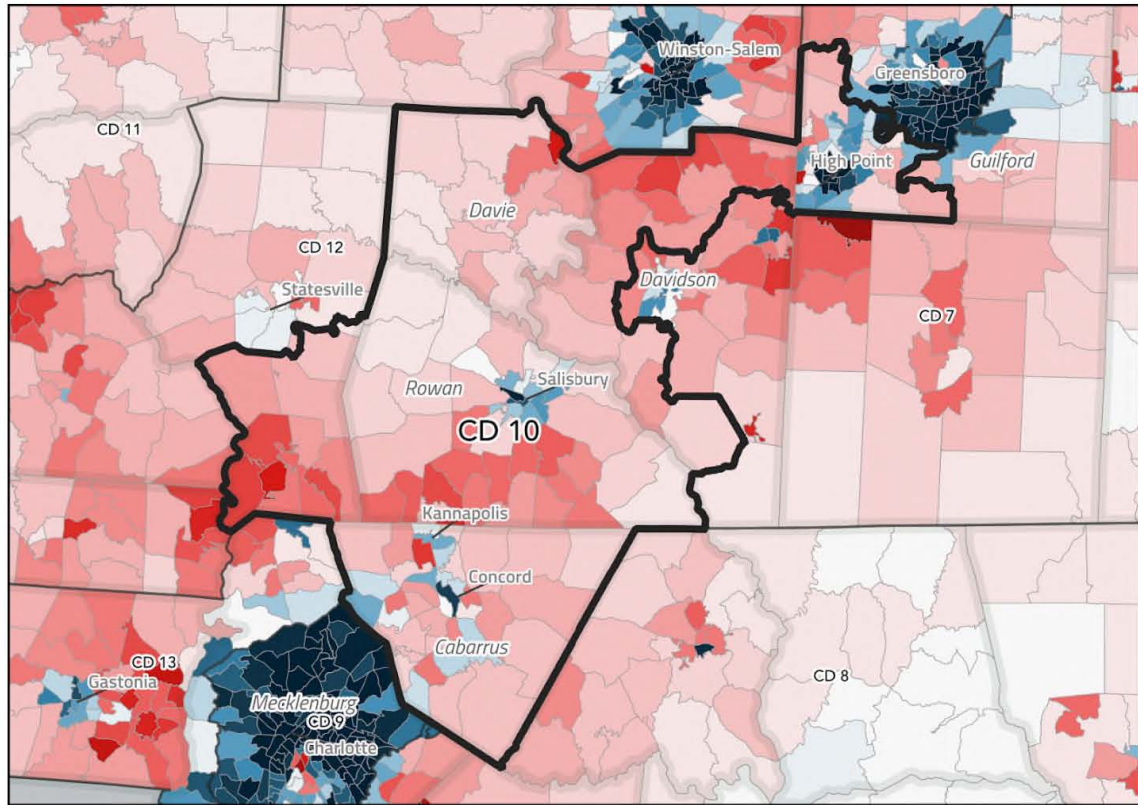 Winston-Salem
Greensboro
CD 11
High Point
Guilford
Davie
CD 12
Davidson
Statesville
CD 7
Rowan
Salisbury
CD 10
Kannapolis
Concord
Cabarrus
CD 13
Gastonia
CD 8
Mecklenburg
CD 9
Charlotte